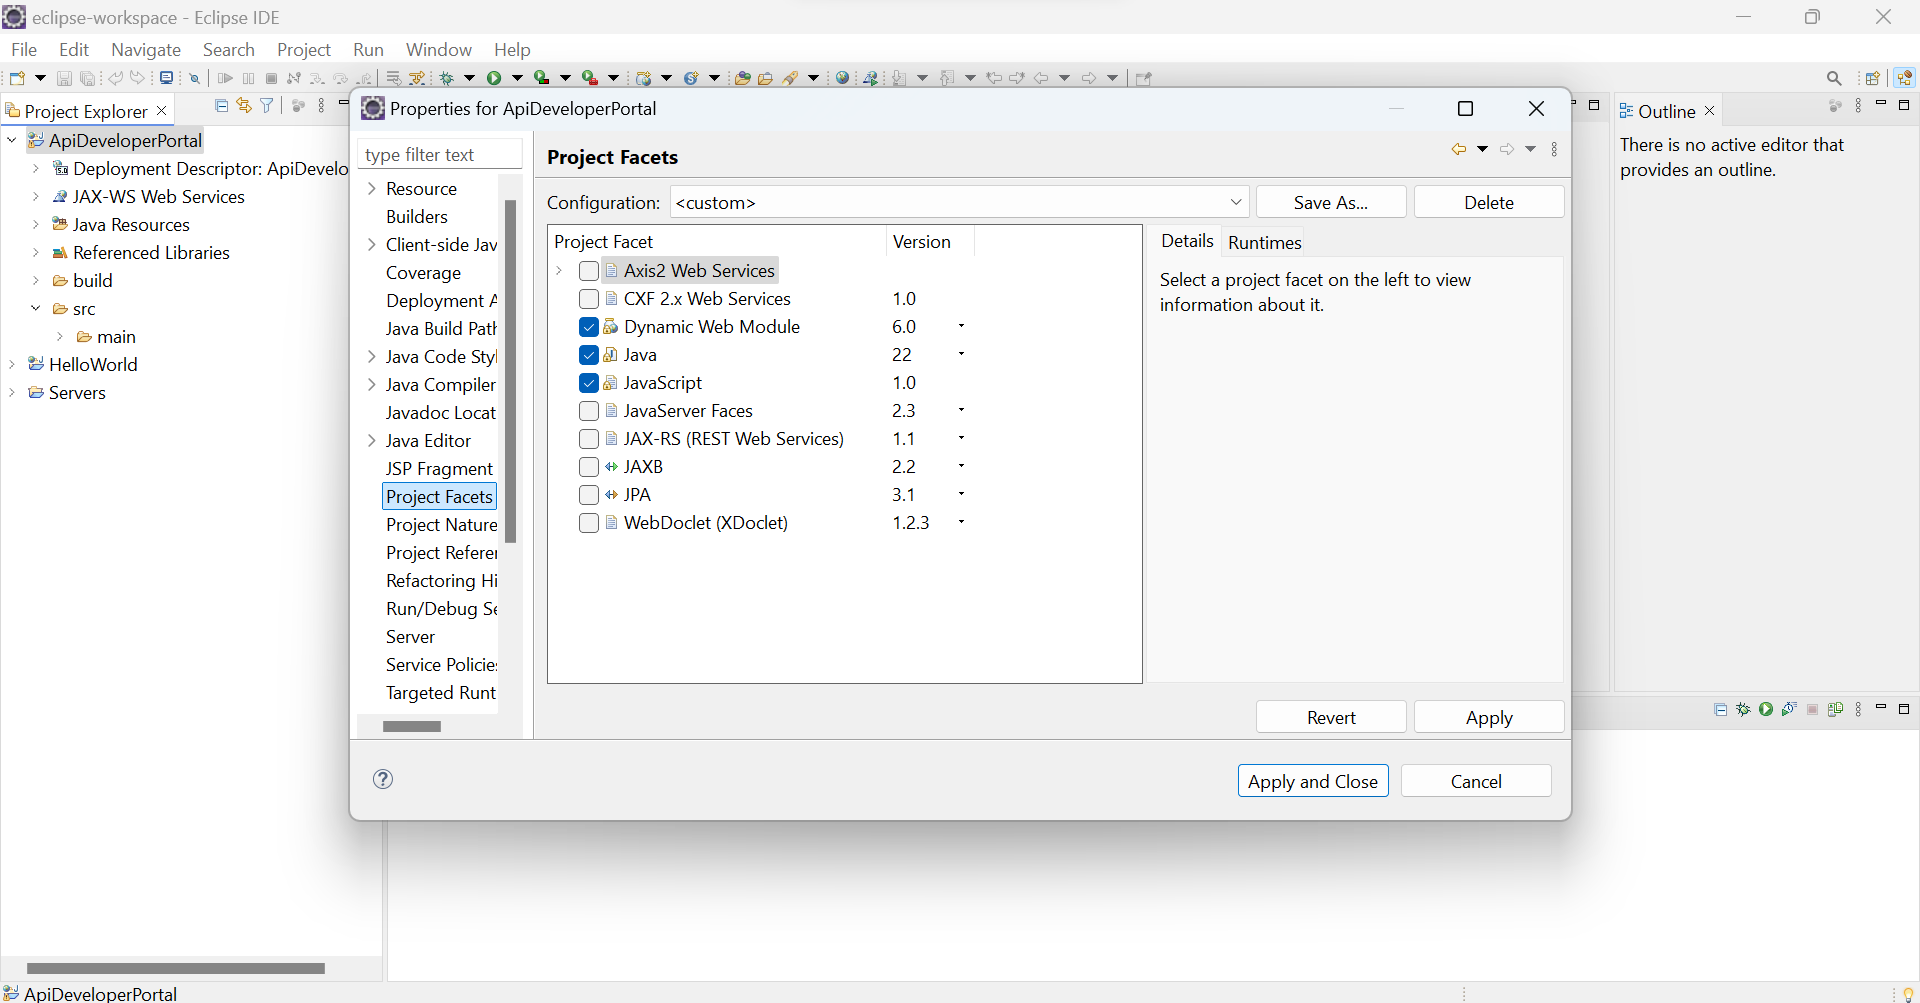 eclipse-workspace - Eclipse IDE
File Edit Navigate Search Project Run Window Help
Project Explorer
ApiDeveloperPortal
Deployment Descriptor: ApiDevelo
JAX-WS Web Services
Java Resources
Referenced Libraries
build
src
main
HelloWorld
Servers
Properties for ApiDeveloperPortal
type filter text
Resource
Builders
Client-side Jav
Coverage
Deployment A
Java Build Path
Java Code Styl
Java Compiler
Javadoc Locat
Java Editor
JSP Fragment
Project Facets
Project Nature
Project Referer
Refactoring Hi
Run/Debug Se
Server
Service Policies
Targeted Runt
Project Facets
Configuration: <custom> Save As... Delete
Project Facet Version
Axis2 Web Services
CXF 2.x Web Services 1.0
Dynamic Web Module 6.0
Java 22
JavaScript 1.0
JavaServer Faces 2.3
JAX-RS (REST Web Services) 1.1
JAXB 2.2
JPA 3.1
WebDoclet (XDoclet) 1.2.3
Details Runtimes
Select a project facet on the left to view
information about it.
Revert Apply
Apply and Close Cancel
Outline
There is no active editor that
provides an outline.
ApiDeveloperPortal